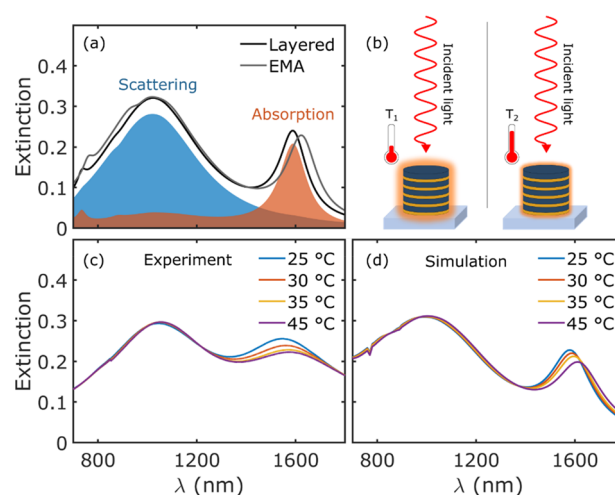 (a)
Layered
EMA
Scattering
Absorption
Extinction
0.4
0.3
0.2
0.1
0
(b)
Incident light
T1
Incident light
T2
(c)
Experiment
25 °C
30 °C
35 °C
45 °C
Extinction
0.4
0.3
0.2
0.1
0
800
1200
1600
λ (nm)
(d)
Simulation
25 °C
30 °C
35 °C
45 °C
800
1200
1600
λ (nm)